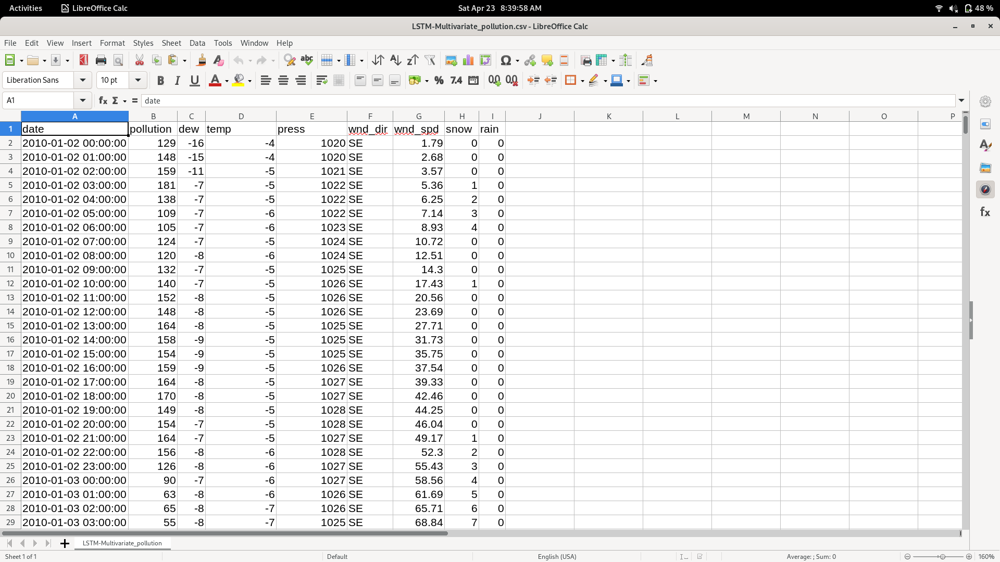 Activities LibreOffice Calc Sat Apr 23 8:39:58 AM 48 %
LSTM-Multivariate_pollution.csv - LibreOffice Calc
File Edit View Insert Format Styles Sheet Data Tools Window Help
Liberation Sans 10 pt
A1 date
A B C D E F G H I J K L M N O P
1 date pollution dew temp press wnd_dir wnd_spd snow rain
2 2010-01-02 00:00:00 129 -16 -4 1020 SE 1.79 0 0
3 2010-01-02 01:00:00 148 -15 -4 1020 SE 2.68 0 0
4 2010-01-02 02:00:00 159 -11 -5 1021 SE 3.57 0 0
5 2010-01-02 03:00:00 181 -7 -5 1022 SE 5.36 1 0
6 2010-01-02 04:00:00 138 -7 -5 1022 SE 6.25 2 0
7 2010-01-02 05:00:00 109 -7 -6 1022 SE 7.14 3 0
8 2010-01-02 06:00:00 105 -7 -6 1023 SE 8.93 4 0
9 2010-01-02 07:00:00 124 -7 -5 1024 SE 10.72 0 0
10 2010-01-02 08:00:00 120 -8 -6 1024 SE 12.51 0 0
11 2010-01-02 09:00:00 132 -7 -5 1025 SE 14.3 0 0
12 2010-01-02 10:00:00 140 -7 -5 1026 SE 17.43 1 0
13 2010-01-02 11:00:00 152 -8 -5 1026 SE 20.56 0 0
14 2010-01-02 12:00:00 148 -8 -5 1026 SE 23.69 0 0
15 2010-01-02 13:00:00 164 -8 -5 1025 SE 27.71 0 0
16 2010-01-02 14:00:00 158 -9 -5 1025 SE 31.73 0 0
17 2010-01-02 15:00:00 154 -9 -5 1025 SE 35.75 0 0
18 2010-01-02 16:00:00 159 -9 -5 1026 SE 37.54 0 0
19 2010-01-02 17:00:00 164 -8 -5 1027 SE 39.33 0 0
20 2010-01-02 18:00:00 170 -8 -5 1027 SE 42.46 0 0
21 2010-01-02 19:00:00 149 -8 -5 1028 SE 44.25 0 0
22 2010-01-02 20:00:00 154 -7 -5 1028 SE 46.04 0 0
23 2010-01-02 21:00:00 164 -7 -5 1027 SE 49.17 1 0
24 2010-01-02 22:00:00 156 -8 -6 1028 SE 52.3 2 0
25 2010-01-02 23:00:00 126 -8 -6 1027 SE 55.43 3 0
26 2010-01-03 00:00:00 90 -7 -6 1027 SE 58.56 4 0
27 2010-01-03 01:00:00 63 -8 -6 1026 SE 61.69 5 0
28 2010-01-03 02:00:00 65 -8 -7 1026 SE 65.71 6 0
29 2010-01-03 03:00:00 55 -8 -7 1025 SE 68.84 7 0
LSTM-Multivariate_pollution
Sheet 1 of 1 Default English (USA) Average: ; Sum: 0 160%